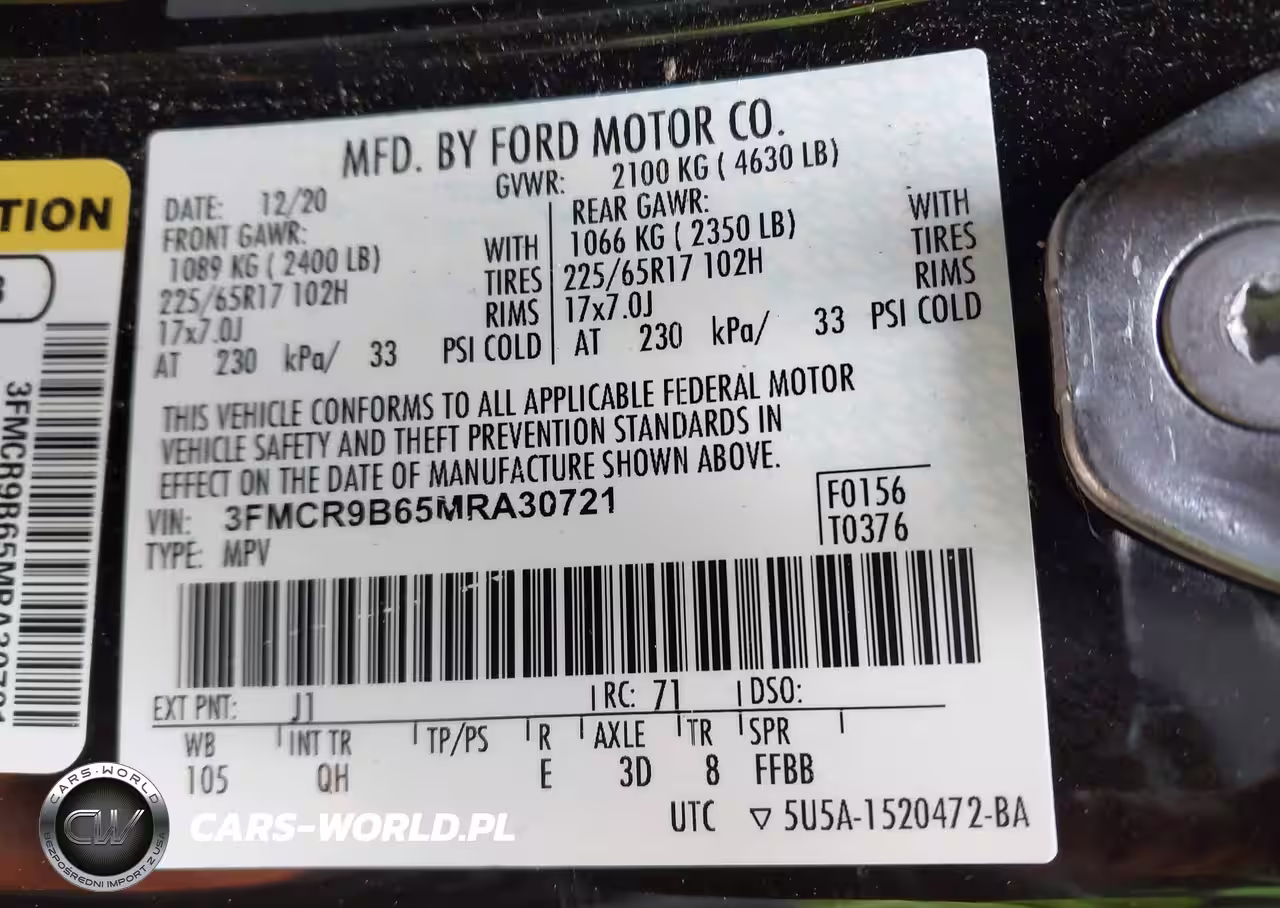 MFD. BY FORD MOTOR CO.
DATE: 12/20 GVWR: 2100 KG ( 4630 LB)
FRONT GAWR: REAR GAWR:
1089 KG ( 2400 LB) WITH 1066 KG ( 2350 LB) WITH
225/65R17 102H TIRES 225/65R17 102H TIRES
17x7.0J RIMS 17x7.0J RIMS
AT 230 kPa/ 33 PSI COLD AT 230 kPa/ 33 PSI COLD
THIS VEHICLE CONFORMS TO ALL APPLICABLE FEDERAL MOTOR
VEHICLE SAFETY AND THEFT PREVENTION STANDARDS IN
EFFECT ON THE DATE OF MANUFACTURE SHOWN ABOVE.
VIN: 3FMCR9B65MRA30721
TYPE: MPV
F0156
T0376
EXT PNT: J1 RC: 71 DSO:
WB INT TR TP/PS R AXLE TR SPR
105 QH E 3D 8 FFBB
UTC ▽ 5U5A-1520472-BA
TION
3FMCR9B65MRA30721
CARS-WORLD
CW
BEZPOŚREDNI IMPORT Z USA
CARS-WORLD.PL